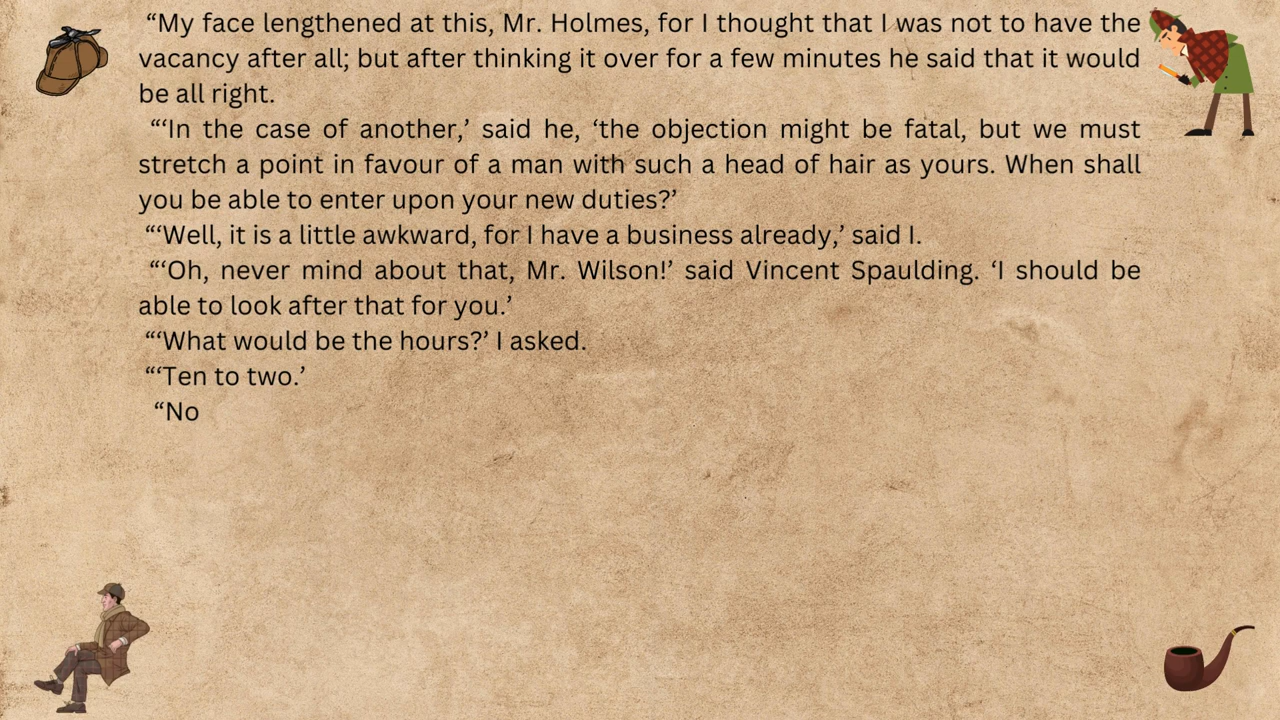 “My face lengthened at this, Mr. Holmes, for I thought that I was not to have the
vacancy after all; but after thinking it over for a few minutes he said that it would
be all right.
“‘In the case of another,’ said he, ‘the objection might be fatal, but we must
stretch a point in favour of a man with such a head of hair as yours. When shall
you be able to enter upon your new duties?’
“‘Well, it is a little awkward, for I have a business already,’ said I.
“‘Oh, never mind about that, Mr. Wilson!’ said Vincent Spaulding. ‘I should be
able to look after that for you.’
“‘What would be the hours?’ I asked.
“‘Ten to two.’
“No